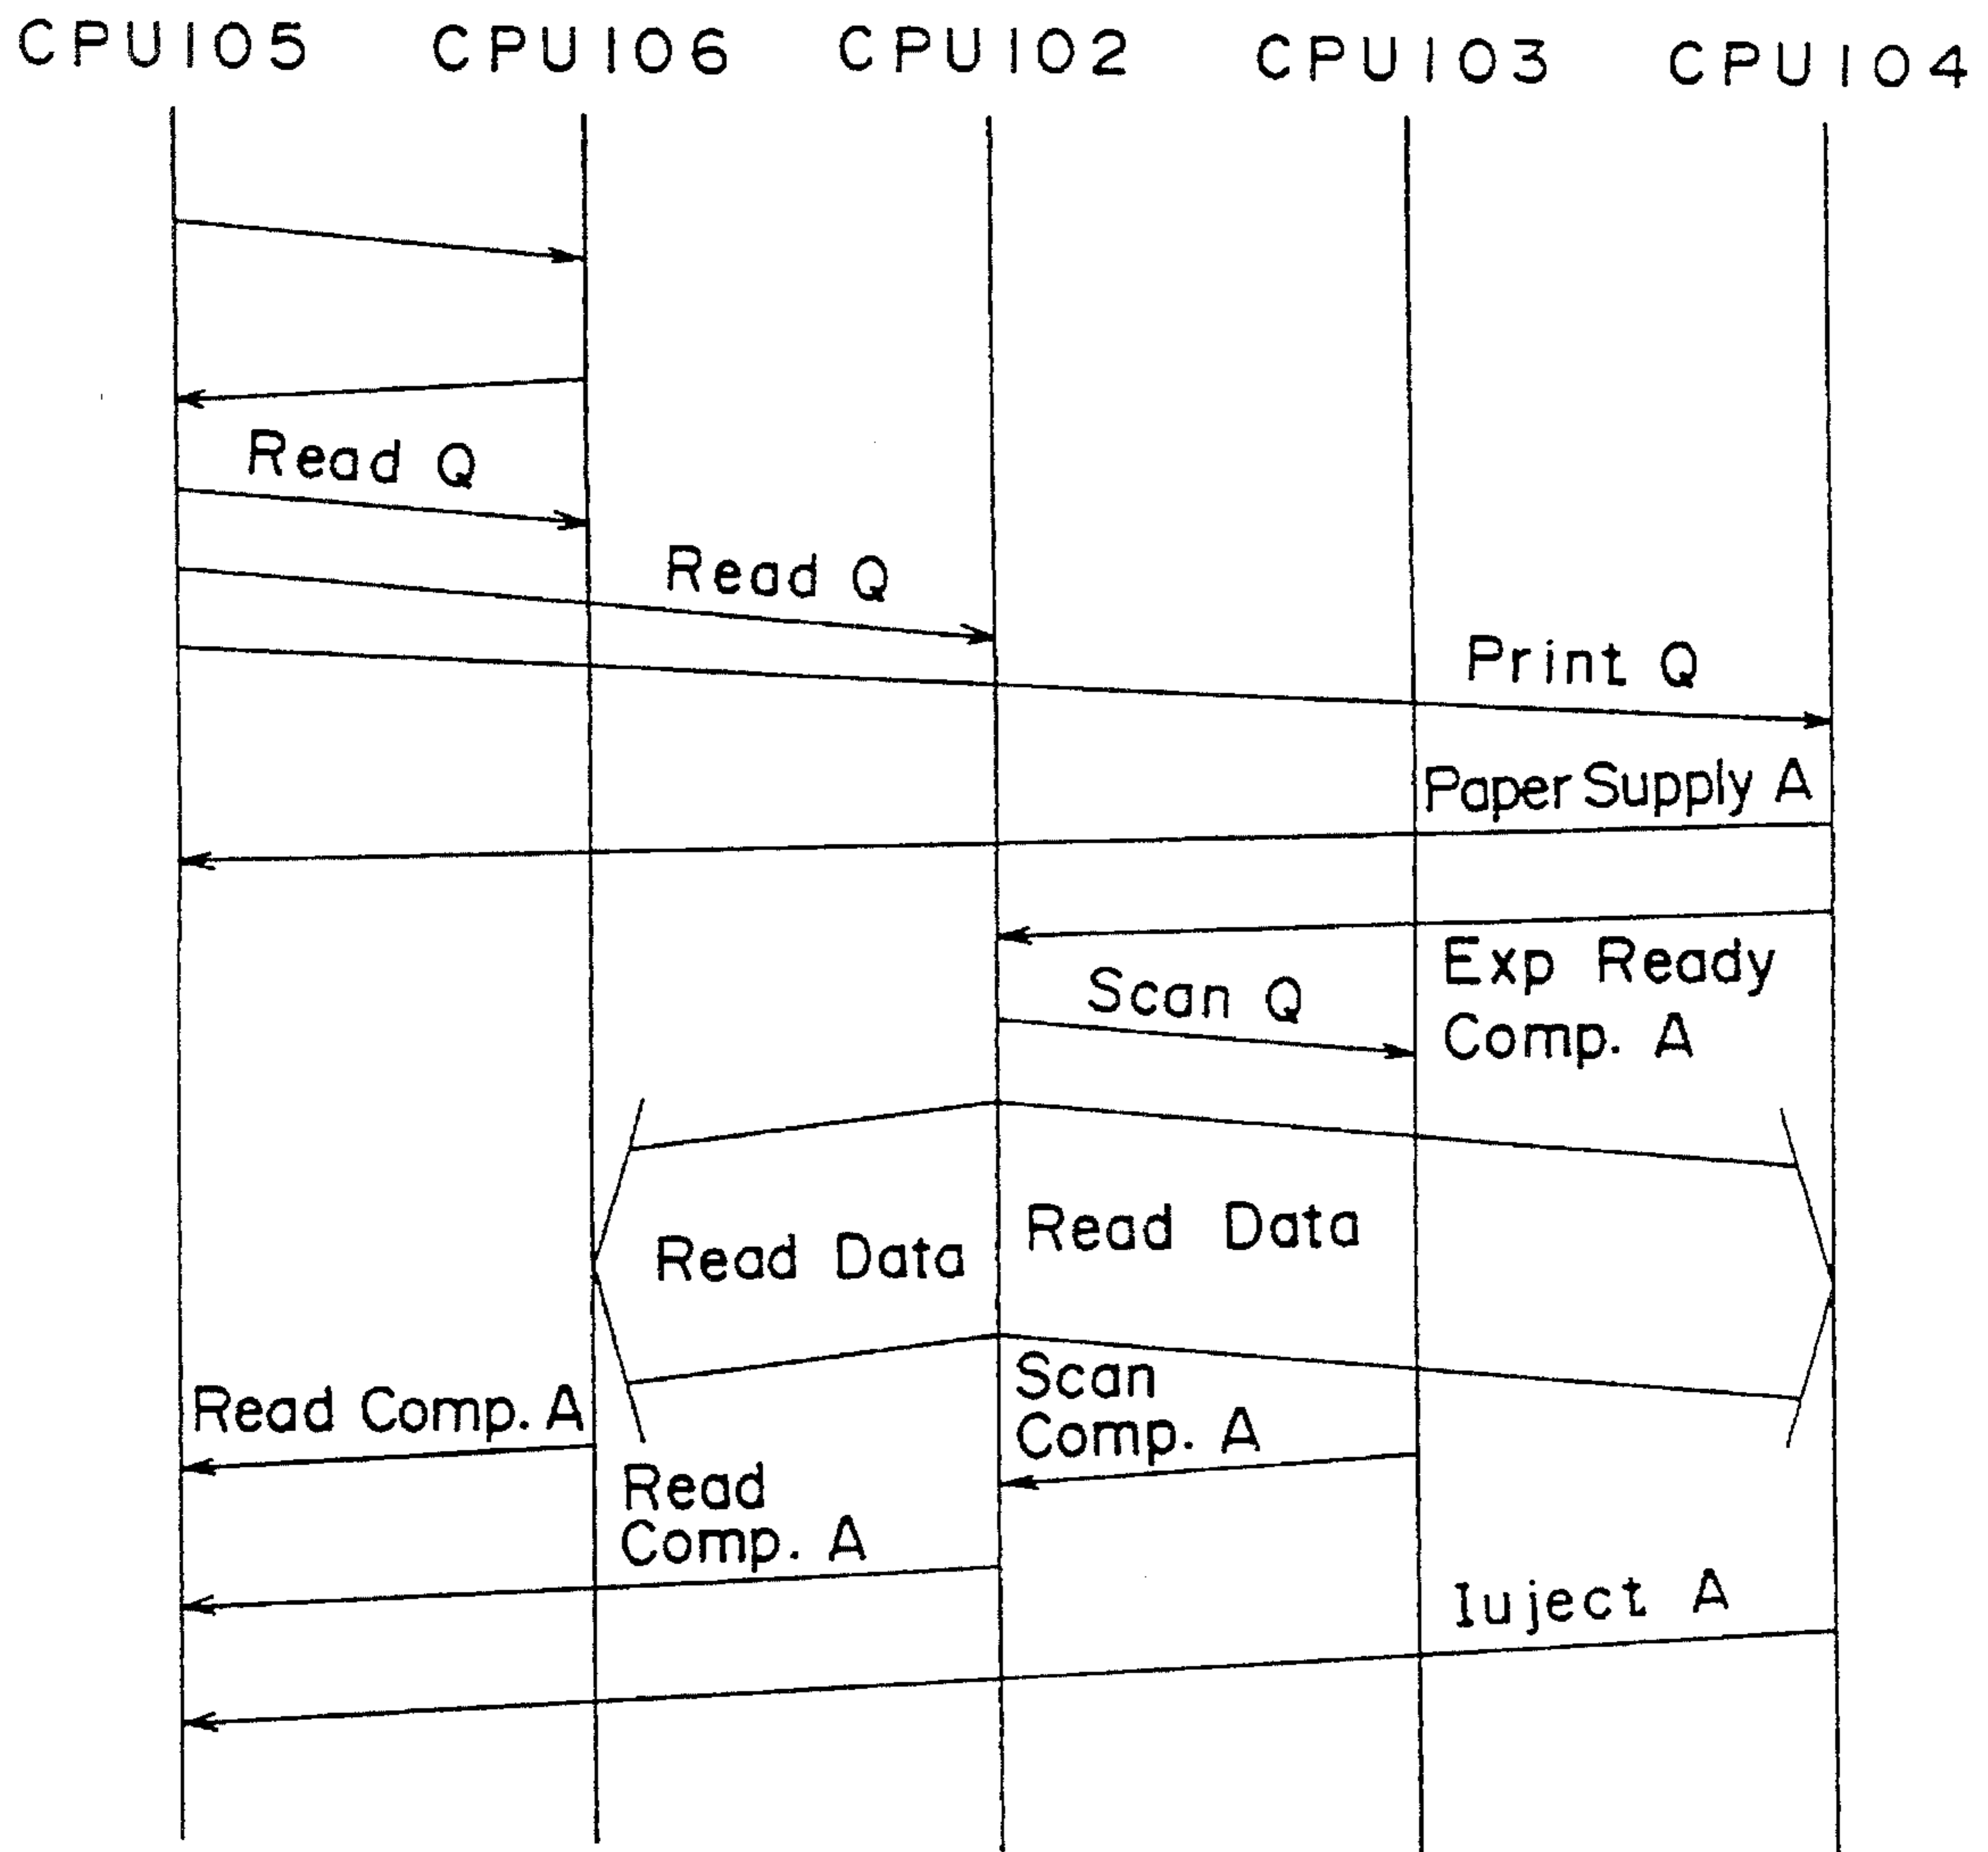 CPU105 CPU106 CPU102 CPU103 CPU104
Read Q
Read Q
Print Q
Paper Supply A
Exp Ready
Comp. A
Scan Q
Read Data
Read Data
Scan
Comp. A
Read Comp. A
Read
Comp. A
Iuject A